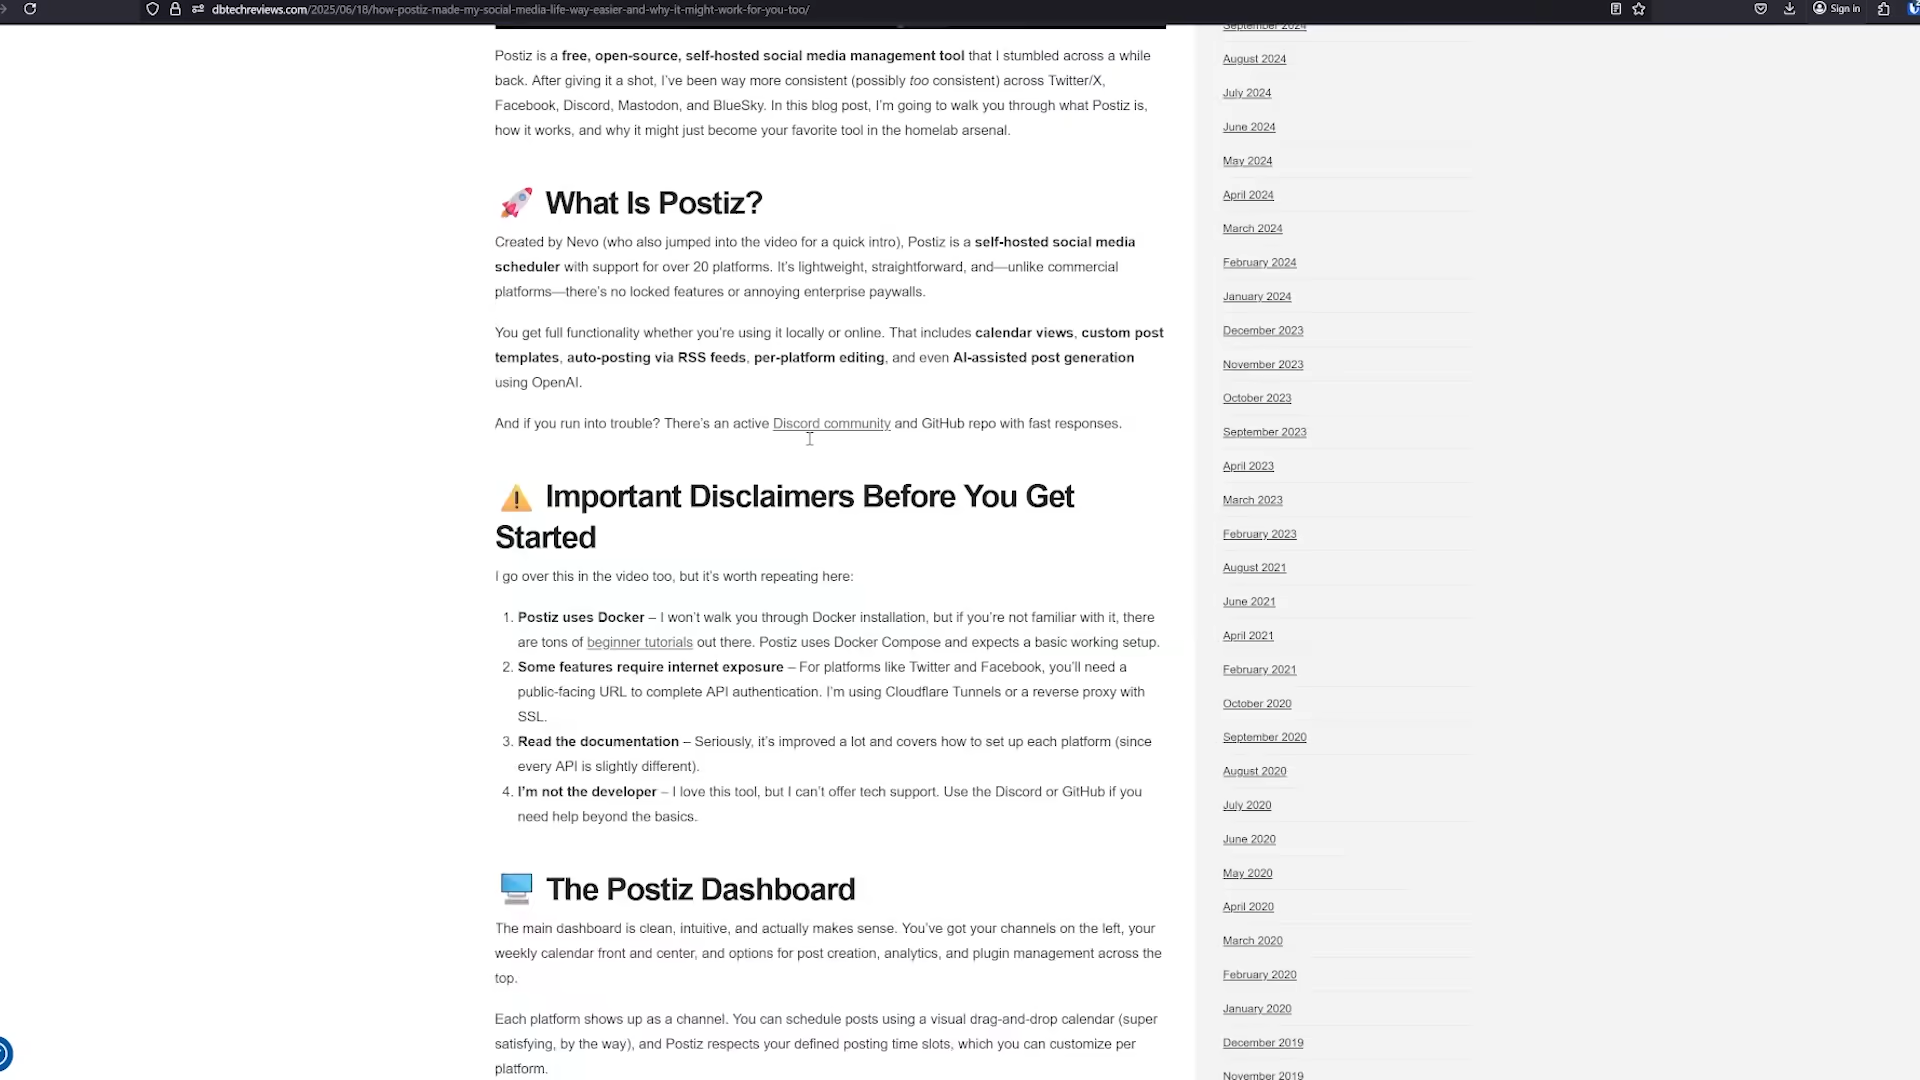 dbtechreviews.com/2025/06/18/how-postiz-made-my-social-media-life-way-easier-and-why-it-might-work-for-you-too/
Sign in
Postiz is a free, open-source, self-hosted social media management tool that I stumbled across a while
back. After giving it a shot, I've been way more consistent (possibly too consistent) across Twitter/X,
Facebook, Discord, Mastodon, and BlueSky. In this blog post, I'm going to walk you through what Postiz is,
how it works, and why it might just become your favorite tool in the homelab arsenal.
What Is Postiz?
Created by Nevo (who also jumped into the video for a quick intro), Postiz is a self-hosted social media
scheduler with support for over 20 platforms. It's lightweight, straightforward, and—unlike commercial
platforms—there's no locked features or annoying enterprise paywalls.
You get full functionality whether you're using it locally or online. That includes calendar views, custom post
templates, auto-posting via RSS feeds, per-platform editing, and even AI-assisted post generation
using OpenAI.
And if you run into trouble? There's an active Discord community and GitHub repo with fast responses.
Important Disclaimers Before You Get
Started
I go over this in the video too, but it's worth repeating here:
1. Postiz uses Docker – I won't walk you through Docker installation, but if you're not familiar with it, there
are tons of beginner tutorials out there. Postiz uses Docker Compose and expects a basic working setup.
2. Some features require internet exposure – For platforms like Twitter and Facebook, you'll need a
public-facing URL to complete API authentication. I'm using Cloudflare Tunnels or a reverse proxy with
SSL.
3. Read the documentation – Seriously, it's improved a lot and covers how to set up each platform (since
every API is slightly different).
4. I'm not the developer – I love this tool, but I can't offer tech support. Use the Discord or GitHub if you
need help beyond the basics.
The Postiz Dashboard
The main dashboard is clean, intuitive, and actually makes sense. You've got your channels on the left, your
weekly calendar front and center, and options for post creation, analytics, and plugin management across the
top.
Each platform shows up as a channel. You can schedule posts using a visual drag-and-drop calendar (super
satisfying, by the way), and Postiz respects your defined posting time slots, which you can customize per
platform.
September 2024
August 2024
July 2024
June 2024
May 2024
April 2024
March 2024
February 2024
January 2024
December 2023
November 2023
October 2023
September 2023
April 2023
March 2023
February 2023
August 2021
June 2021
April 2021
February 2021
October 2020
September 2020
August 2020
July 2020
June 2020
May 2020
April 2020
March 2020
February 2020
January 2020
December 2019
November 2019